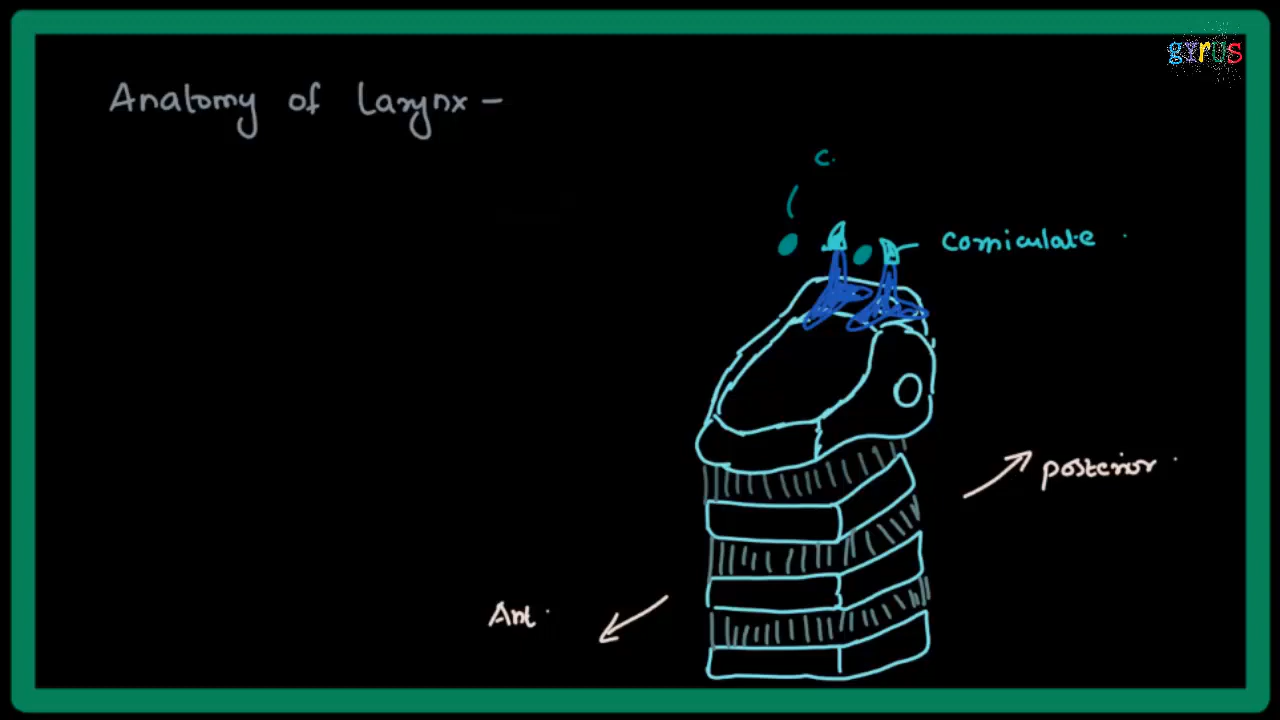 gyrus
Anatomy of Larynx -
C.
Corniculate
posterior
Ant.